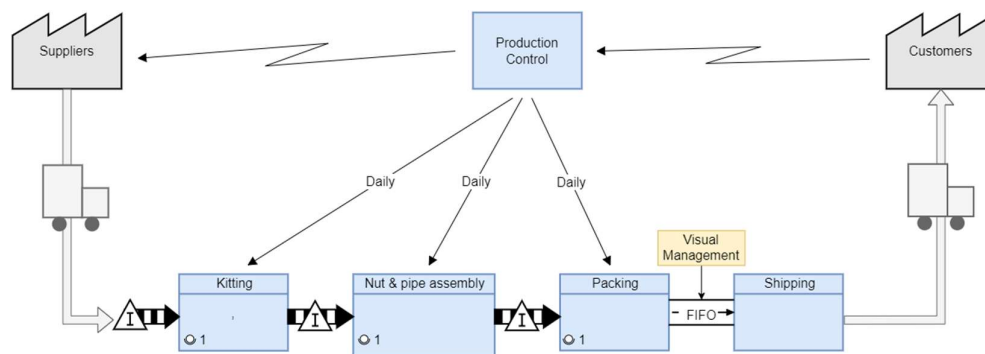 Suppliers
Production
Control
Customers
Daily
Daily
Daily
Visual
Management
Kitting
Nut & pipe assembly
Packing
Shipping
I
I
I
FIFO
1
1
1